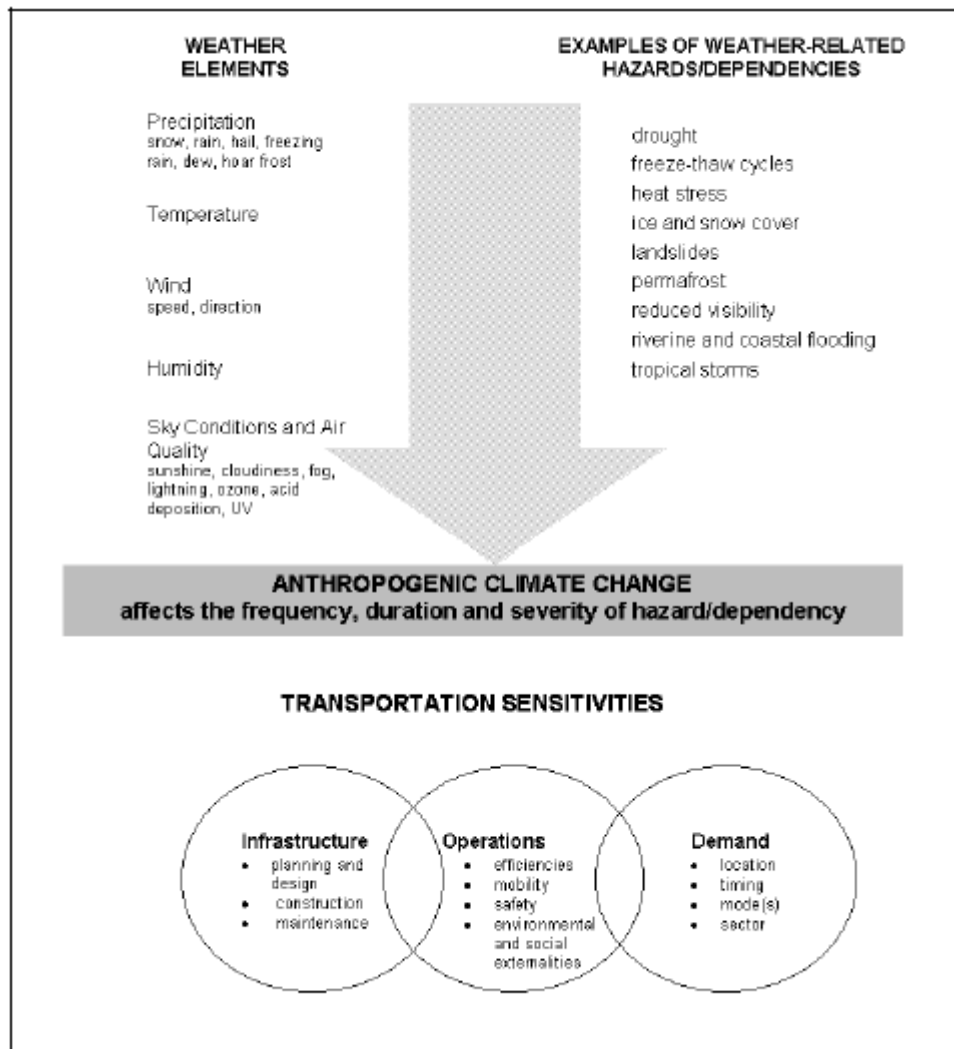 WEATHER
ELEMENTS
Precipitation
snow, rain, hail, freezing
rain, dew, hoar frost
Temperature
Wind
speed, direction
Humidity
Sky Conditions and Air
Quality
sunshine, cloudiness, fog,
lightning, ozone, acid
deposition, UV
EXAMPLES OF WEATHER-RELATED
HAZARDS/DEPENDENCIES
drought
freeze-thaw cycles
heat stress
ice and snow cover
landslides
permafrost
reduced visibility
riverine and coastal flooding
tropical storms
ANTHROPOGENIC CLIMATE CHANGE
affects the frequency, duration and severity of hazard/dependency
TRANSPORTATION SENSITIVITIES
Infrastructure
• planning and
design
• construction
• maintenance
Operations
• efficiencies
• mobility
• safety
• environmental
and social
externalities
Demand
• location
• timing
• mode(s)
• sector